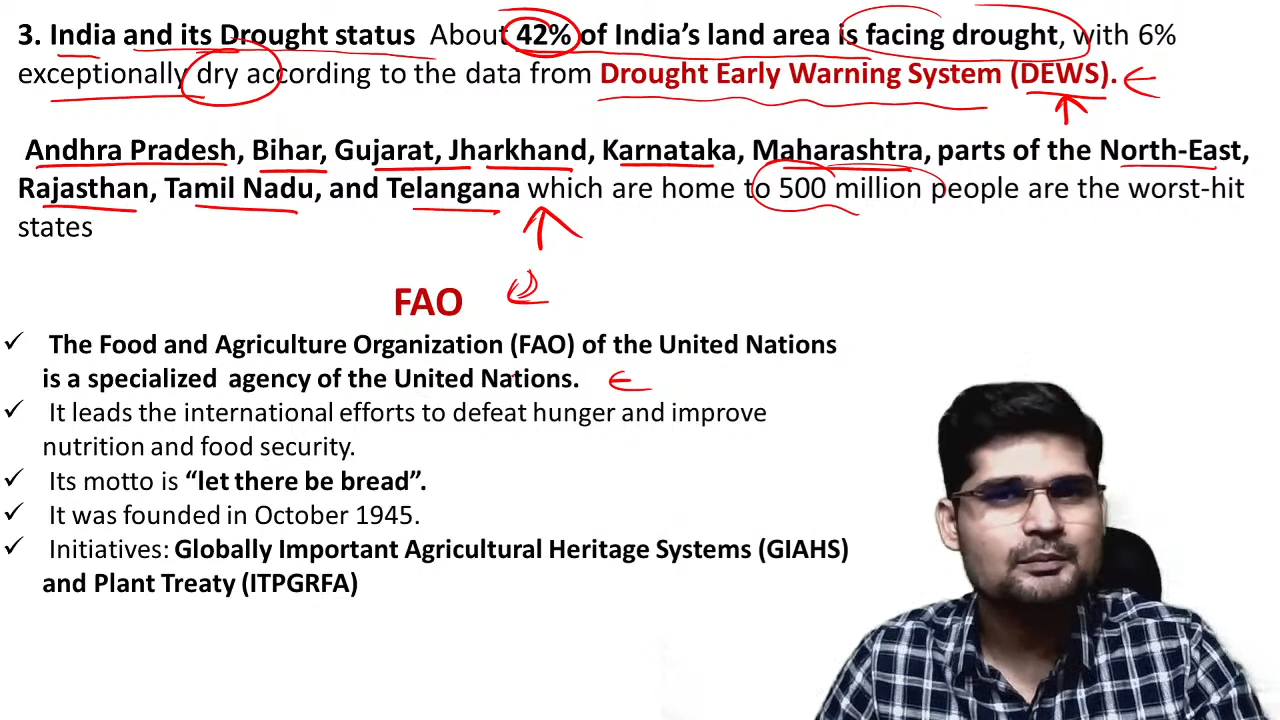 3. India and its Drought status About 42% of India’s land area is facing drought, with 6%
exceptionally dry according to the data from Drought Early Warning System (DEWS).
Andhra Pradesh, Bihar, Gujarat, Jharkhand, Karnataka, Maharashtra, parts of the North-East,
Rajasthan, Tamil Nadu, and Telangana which are home to 500 million people are the worst-hit
states
FAO
✓ The Food and Agriculture Organization (FAO) of the United Nations
is a specialized agency of the United Nations.
✓ It leads the international efforts to defeat hunger and improve
nutrition and food security.
✓ Its motto is “let there be bread”.
✓ It was founded in October 1945.
✓ Initiatives: Globally Important Agricultural Heritage Systems (GIAHS)
and Plant Treaty (ITPGRFA)